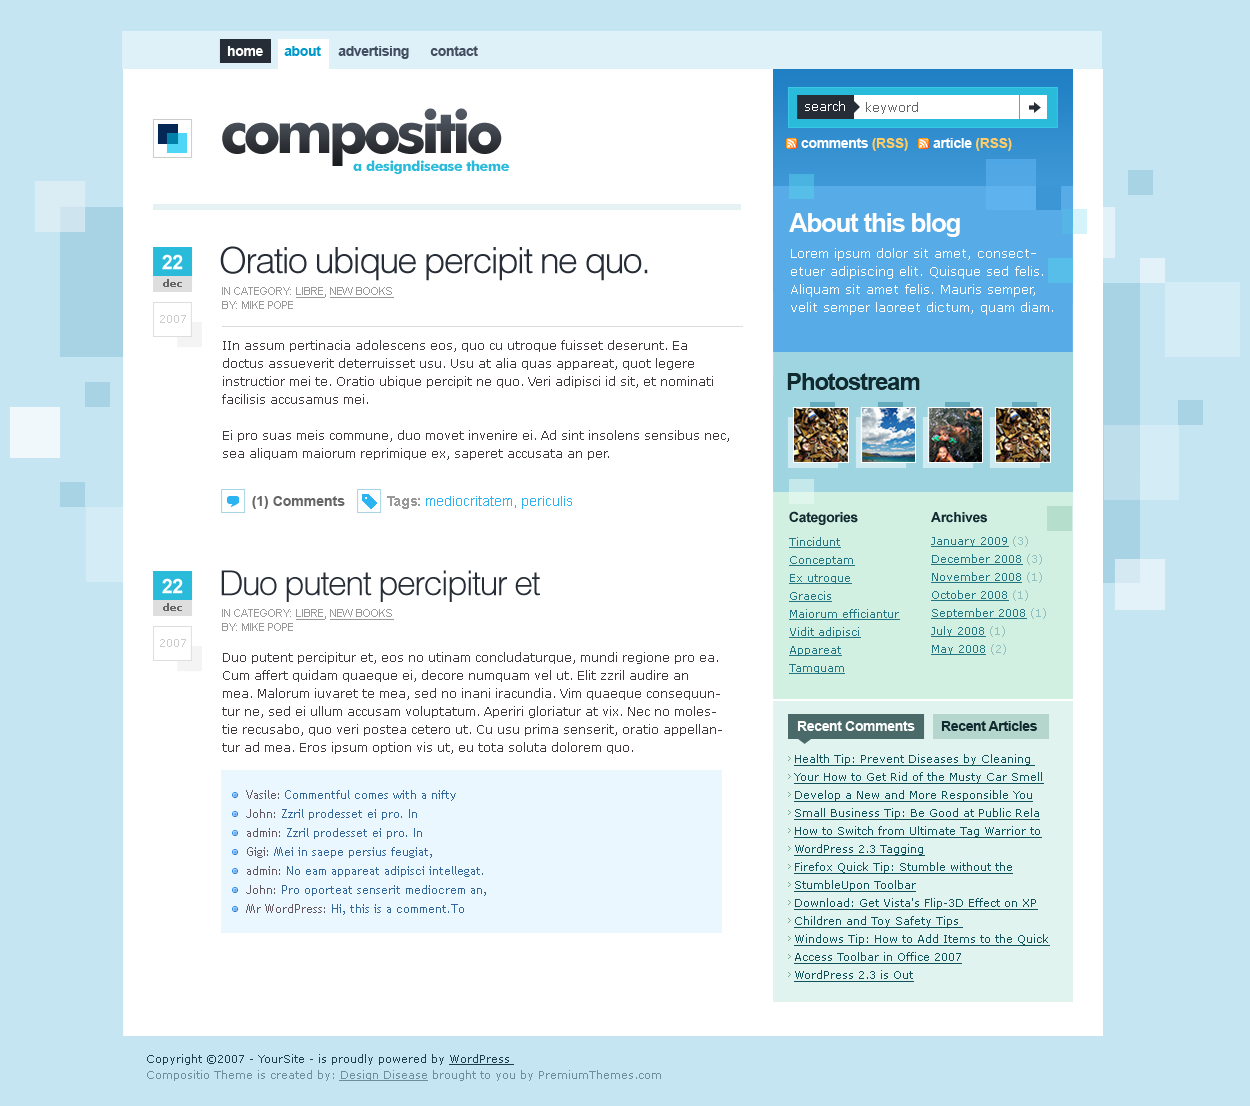 home about advertising contact
compositio
a designdisease theme
search keyword
comments (RSS) article (RSS)
About this blog
Lorem ipsum dolor sit amet, consect-
etuer adipiscing elit. Quisque sed felis.
Aliquam sit amet felis. Mauris semper,
velit semper laoreet dictum, quam diam.
22
dec
2007
Oratio ubique percipit ne quo.
IN CATEGORY: LIBRE, NEW BOOKS
BY: MIKE POPE
IIn assum pertinacia adolescens eos, quo cu utroque fuisset deserunt. Ea
doctus assueverit deterruisset usu. Usu at alia quas appareat, quot legere
instructior mei te. Oratio ubique percipit ne quo. Veri adipisci id sit, et nominati
facilisis accusamus mei.
Ei pro suas meis commune, duo movet invenire ei. Ad sint insolens sensibus nec,
sea aliquam maiorum reprimique ex, saperet accusata an per.
(1) Comments Tags: mediocritatem, periculis
22
dec
2007
Duo putent percipitur et
IN CATEGORY: LIBRE, NEW BOOKS
BY: MIKE POPE
Duo putent percipitur et, eos no utinam concludaturque, mundi regione pro ea.
Cum affert quidam quaeque ei, decore numquam vel ut. Elit zzril audire an
mea. Malorum iuvaret te mea, sed no inani iracundia. Vim quaeque consequun-
tur ne, sed ei ullum accusam voluptatum. Aperiri gloriatur at vix. Nec no moles-
tie recusabo, quo veri postea cetero ut. Cu usu prima senserit, oratio appellan-
tur ad mea. Eros ipsum option vis ut, eu tota soluta dolorem quo.
Vasile: Commentful comes with a nifty
John: Zzril prodesset ei pro. In
admin: Zzril prodesset ei pro. In
Gigi: Mei in saepe persius feugiat,
admin: No eam appareat adipisci intellegat.
John: Pro oporteat senserit mediocrem an,
Mr WordPress: Hi, this is a comment.To
Photostream
Categories
Tincidunt
Conceptam
Ex utroque
Graecis
Maiorum efficiantur
Vidit adipisci
Appareat
Tamquam
Archives
January 2009 (3)
December 2008 (3)
November 2008 (1)
October 2008 (1)
September 2008 (1)
July 2008 (1)
May 2008 (2)
Recent Comments Recent Articles
Health Tip: Prevent Diseases by Cleaning
Your How to Get Rid of the Musty Car Smell
Develop a New and More Responsible You
Small Business Tip: Be Good at Public Rela
How to Switch from Ultimate Tag Warrior to
WordPress 2.3 Tagging
Firefox Quick Tip: Stumble without the
StumbleUpon Toolbar
Download: Get Vista's Flip-3D Effect on XP
Children and Toy Safety Tips
Windows Tip: How to Add Items to the Quick
Access Toolbar in Office 2007
WordPress 2.3 is Out
Copyright ©2007 - YourSite - is proudly powered by WordPress
Compositio Theme is created by: Design Disease brought to you by PremiumThemes.com